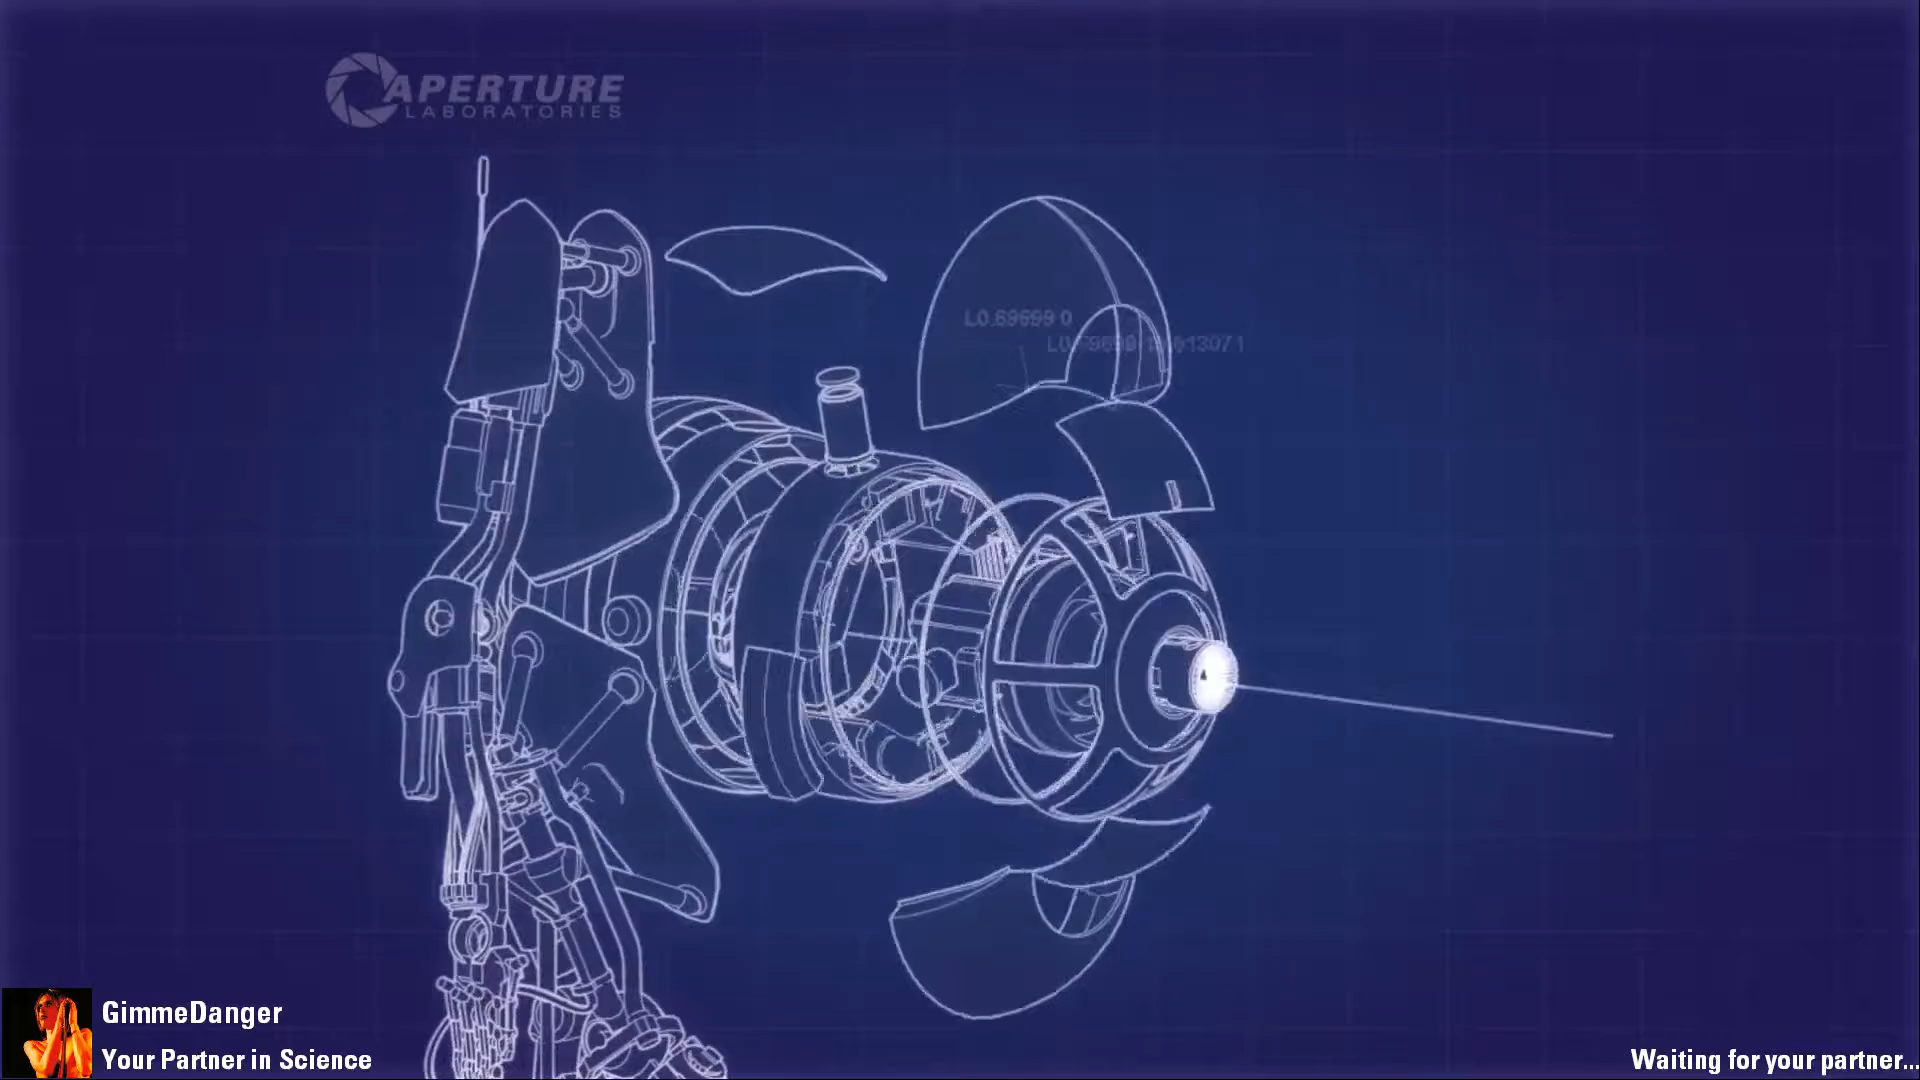 APERTURE
LABORATORIES
L0.69699 0
GimmeDanger
Your Partner in Science
Waiting for your partner...